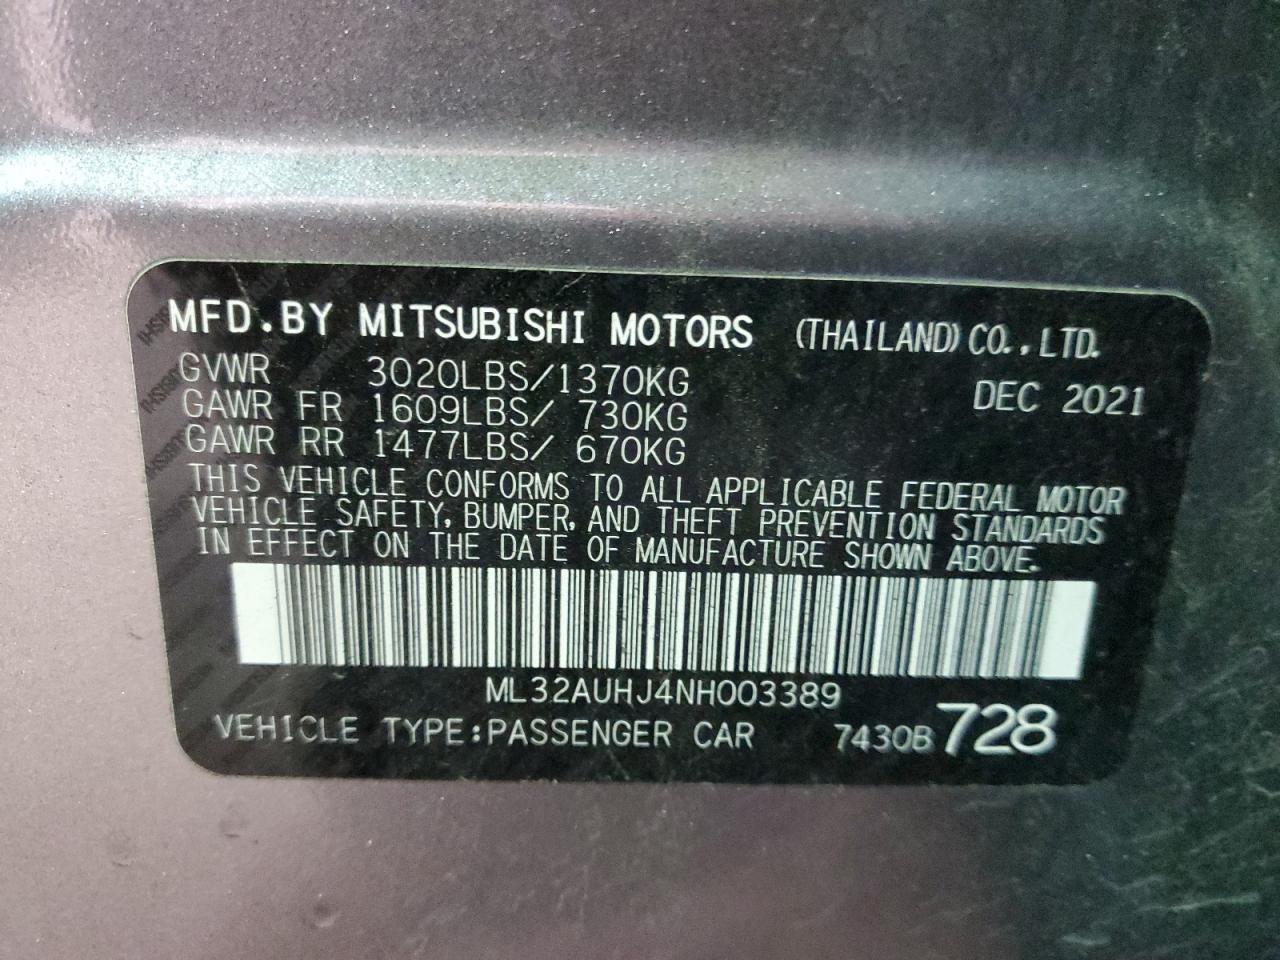 MFD.BY MITSUBISHI MOTORS (THAILAND) CO.,LTD.
GVWR 3020LBS/1370KG DEC 2021
GAWR FR 1609LBS/ 730KG
GAWR RR 1477LBS/ 670KG
THIS VEHICLE CONFORMS TO ALL APPLICABLE FEDERAL MOTOR
VEHICLE SAFETY, BUMPER, AND THEFT PREVENTION STANDARDS
IN EFFECT ON THE DATE OF MANUFACTURE SHOWN ABOVE.
ML32AUHJ4NH003389
VEHICLE TYPE:PASSENGER CAR 7430B728